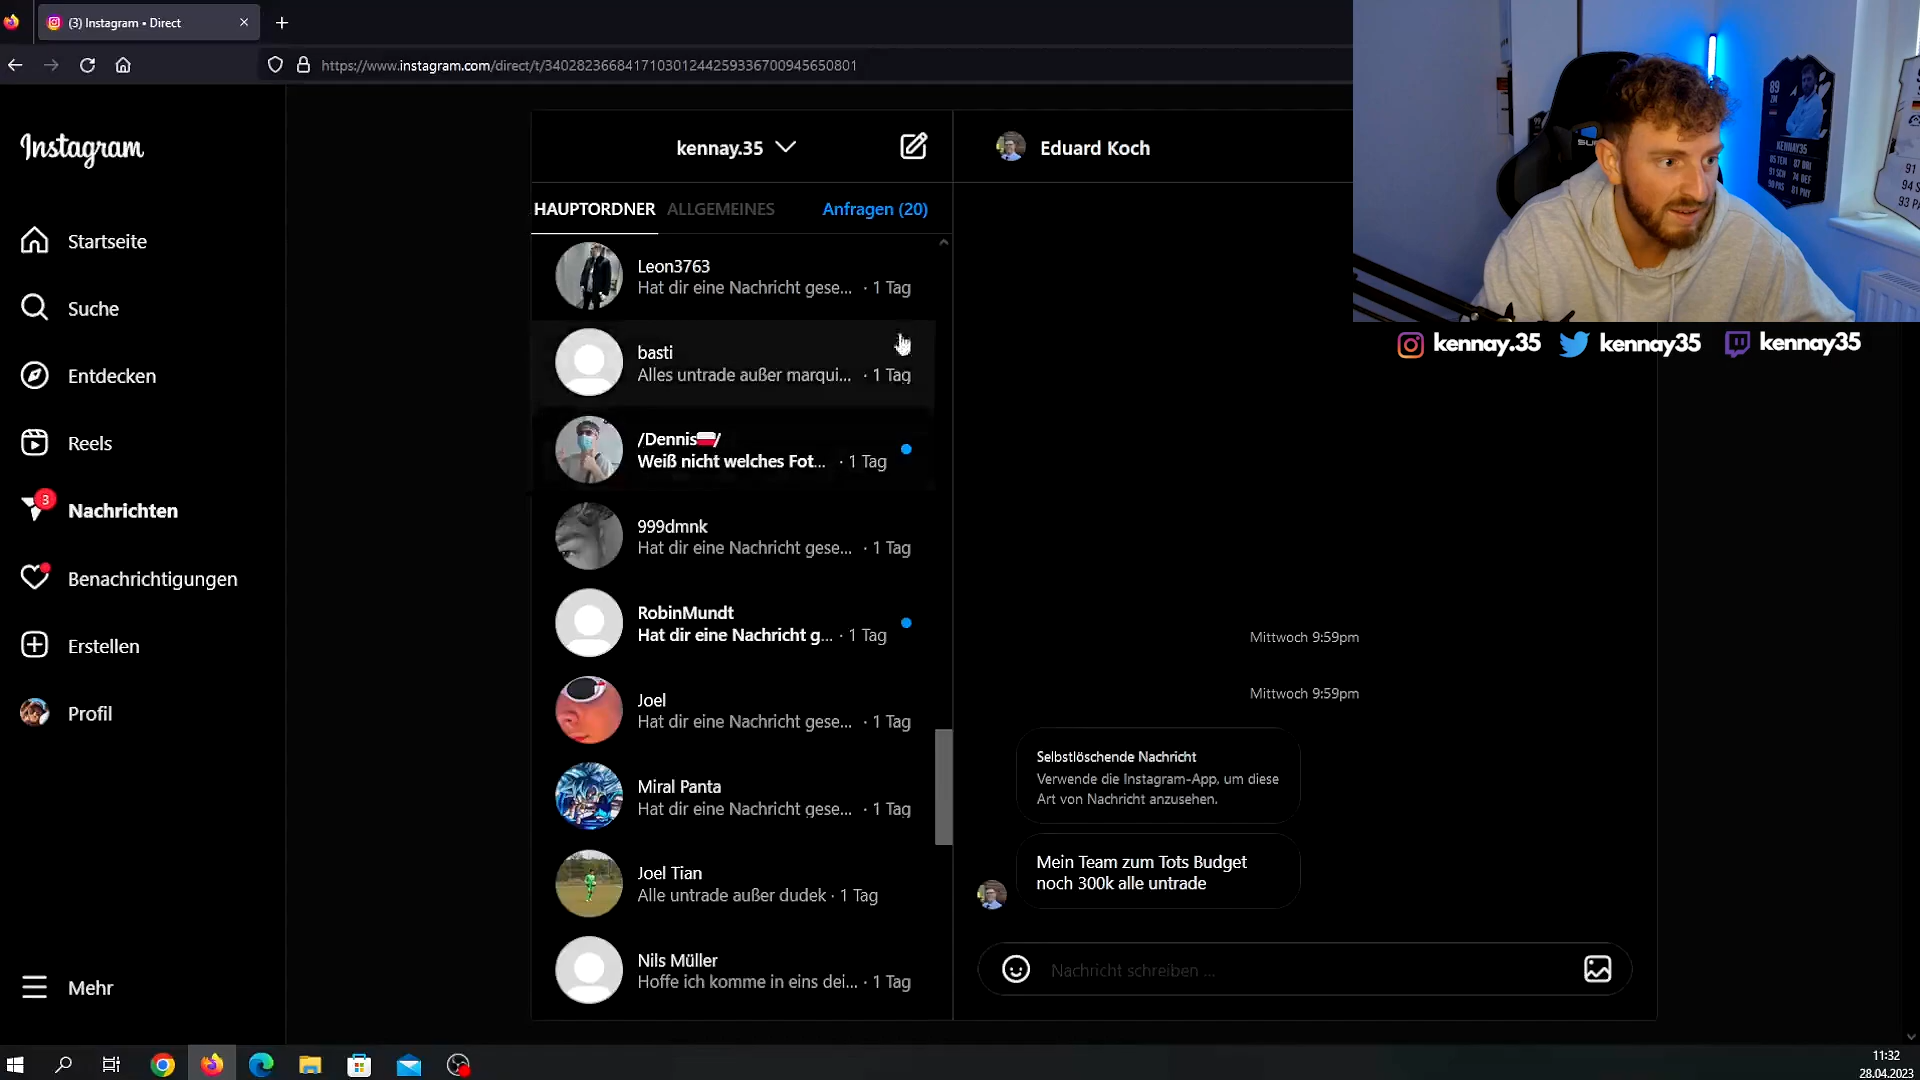 (3) Instagram • Direct
https://www.instagram.com/direct/t/340282366841710301244259336700945650801
Instagram
Startseite
Suche
Entdecken
Reels
3
Nachrichten
Benachrichtigungen
Erstellen
Profil
Mehr
kennay.35
HAUPTORDNER
ALLGEMEINES
Anfragen (20)
Leon3763
Hat dir eine Nachricht gese... · 1 Tag
basti
Alles untrade außer marqui... · 1 Tag
/Dennis🇵🇱/
Weiß nicht welches Fot... · 1 Tag
999dmnk
Hat dir eine Nachricht gese... · 1 Tag
RobinMundt
Hat dir eine Nachricht g... · 1 Tag
Joel
Hat dir eine Nachricht gese... · 1 Tag
Miral Panta
Hat dir eine Nachricht gese... · 1 Tag
Joel Tian
Alle untrade außer dudek · 1 Tag
Nils Müller
Hoffe ich komme in eins dei... · 1 Tag
Eduard Koch
Mittwoch 9:59pm
Mittwoch 9:59pm
Selbstlöschende Nachricht
Verwende die Instagram-App, um diese
Art von Nachricht anzusehen.
Mein Team zum Tots Budget
noch 300k alle untrade
Nachricht schreiben ...
89
KENNAY35
91
94
93
kennay.35
kennay35
kennay35
11:32
28.04.2023